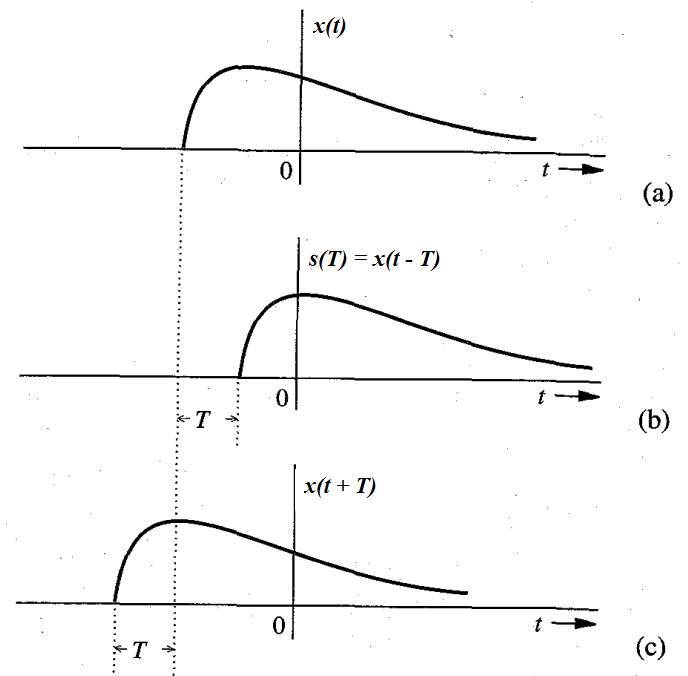 x(t)
0
t
(a)
s(T) = x(t - T)
0
t
T
(b)
x(t + T)
0
t
T
(c)